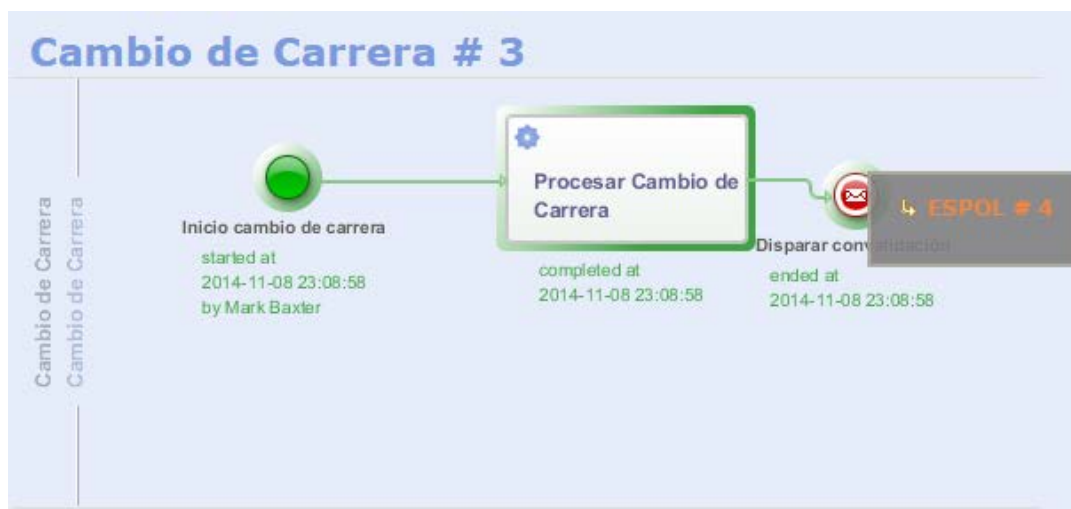 Cambio de Carrera # 3
Cambio de Carrera
Cambio de Carrera
Inicio cambio de carrera
started at
2014-11-08 23:08:58
by Mark Baxter
Procesar Cambio de
Carrera
completed at
2014-11-08 23:08:58
Disparar convalidación
ended at
2014-11-08 23:08:58
↳ ESPOL # 4